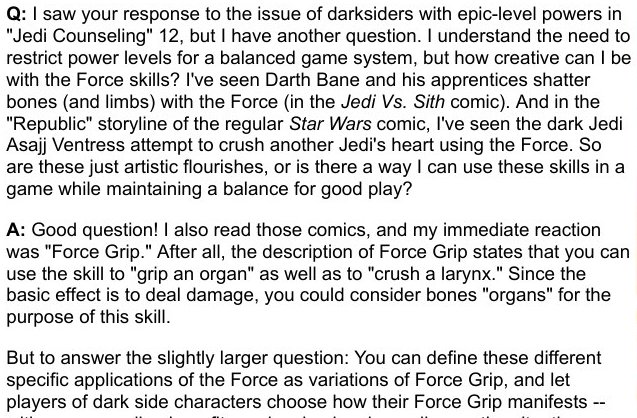 Q: I saw your response to the issue of darksiders with epic-level powers in
"Jedi Counseling" 12, but I have another question. I understand the need to
restrict power levels for a balanced game system, but how creative can I be
with the Force skills? I've seen Darth Bane and his apprentices shatter
bones (and limbs) with the Force (in the Jedi Vs. Sith comic). And in the
"Republic" storyline of the regular Star Wars comic, I've seen the dark Jedi
Asajj Ventress attempt to crush another Jedi's heart using the Force. So
are these just artistic flourishes, or is there a way I can use these skills in a
game while maintaining a balance for good play?
A: Good question! I also read those comics, and my immediate reaction
was "Force Grip." After all, the description of Force Grip states that you can
use the skill to "grip an organ" as well as to "crush a larynx." Since the
basic effect is to deal damage, you could consider bones "organs" for the
purpose of this skill.
But to answer the slightly larger question: You can define these different
specific applications of the Force as variations of Force Grip, and let
players of dark side characters choose how their Force Grip manifests --